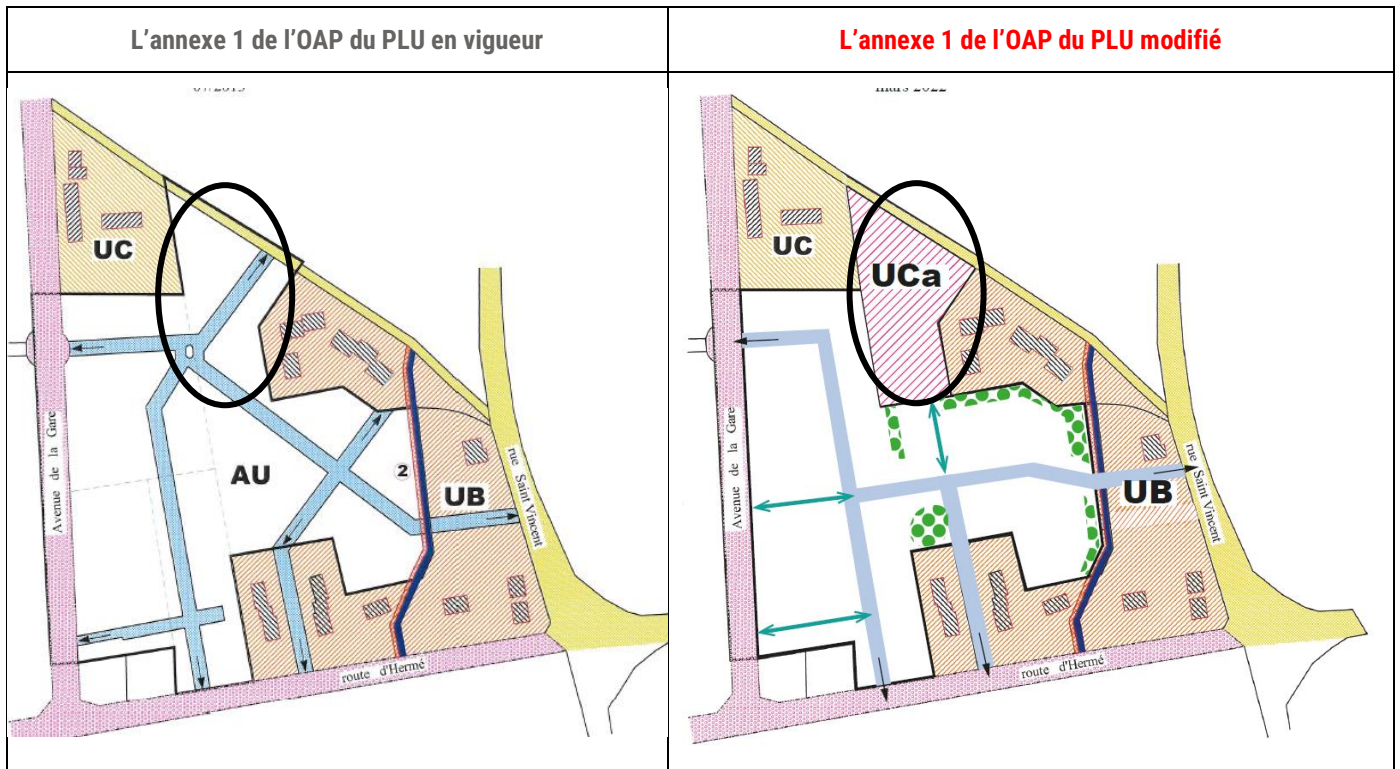 L'annexe 1 de l'OAP du PLU en vigueur
L'annexe 1 de l'OAP du PLU modifié
mars 2022
UC
AU
2
UB
Avenue de la Gare
rue Saint Vincent
route d'Hermé
UC
UCa
UB
Avenue de la Gare
rue Saint Vincent
route d'Hermé